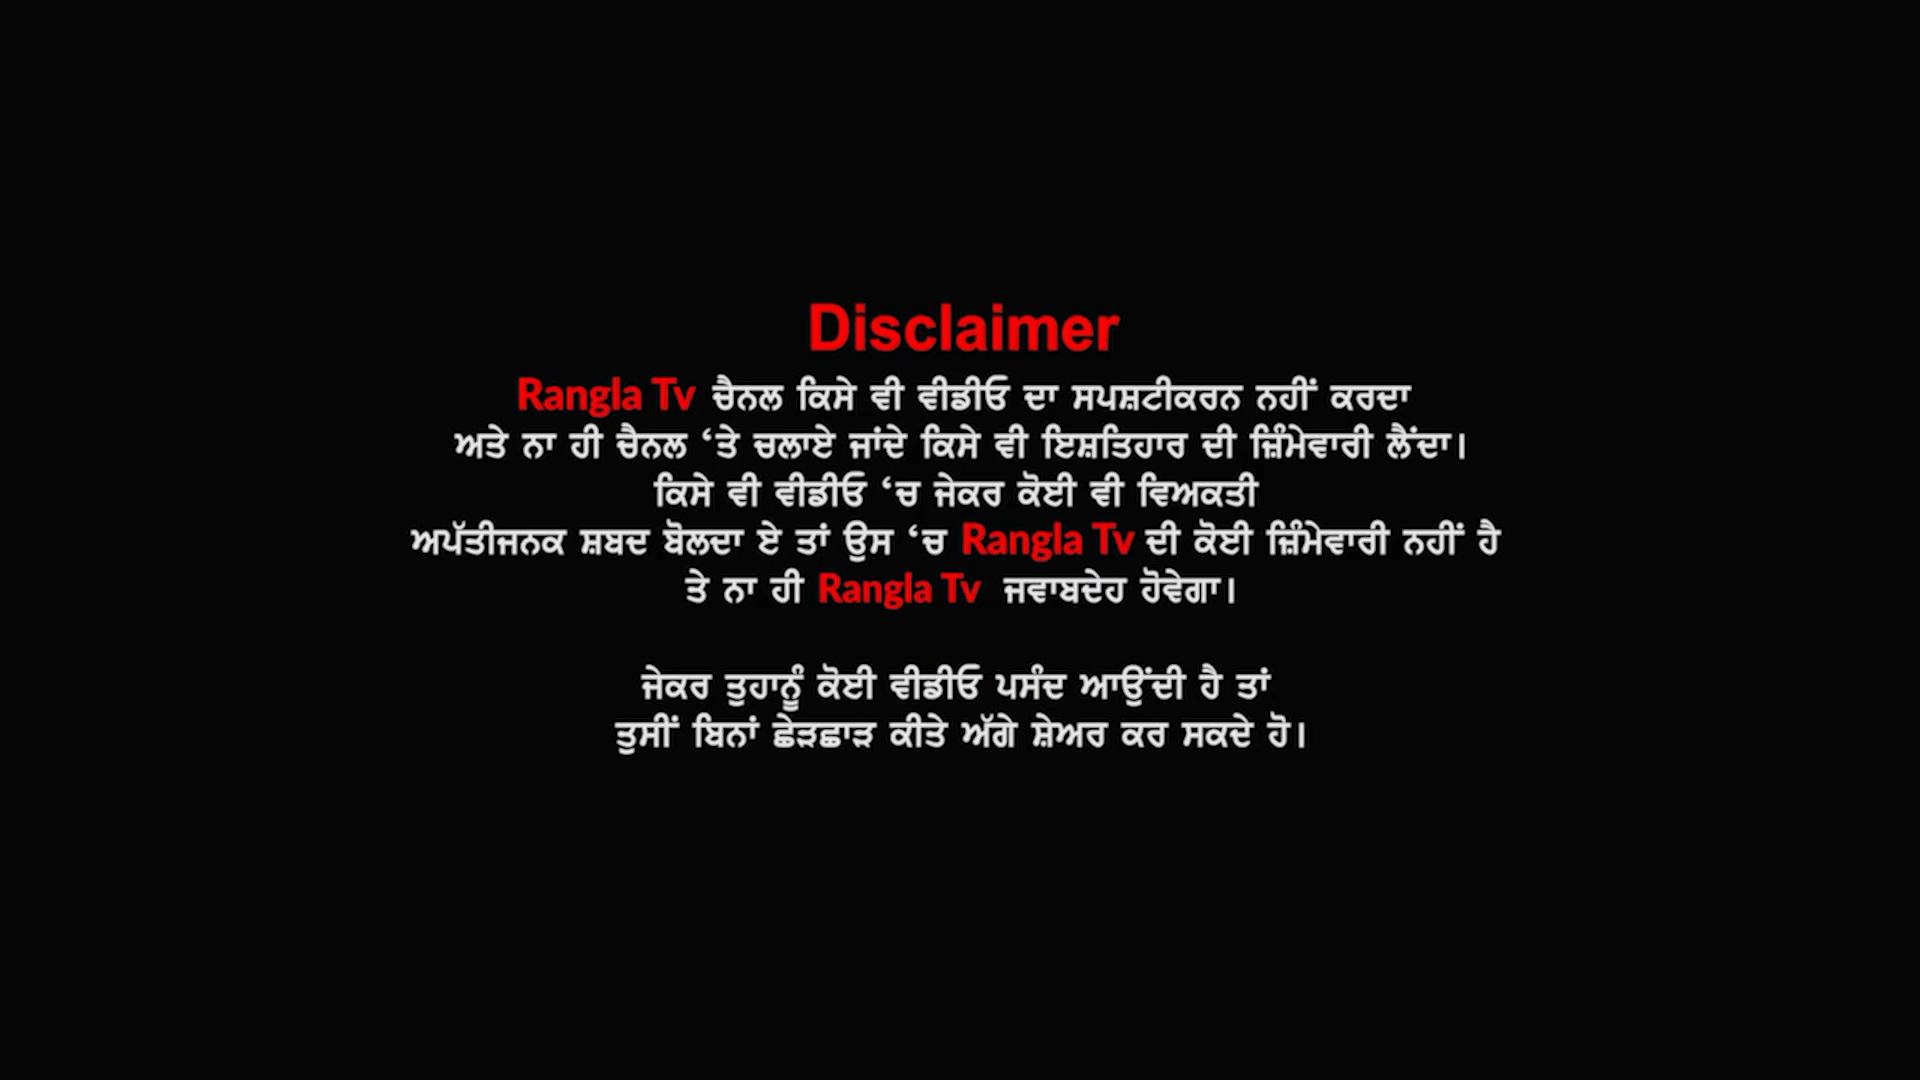 Disclaimer
Rangla Tv ਚੈਨਲ ਕਿਸੇ ਵੀ ਵੀਡੀਓ ਦਾ ਸਪਸ਼ਟੀਕਰਨ ਨਹੀਂ ਕਰਦਾ
ਅਤੇ ਨਾ ਹੀ ਚੈਨਲ ‘ਤੇ ਚਲਾਏ ਜਾਂਦੇ ਕਿਸੇ ਵੀ ਇਸ਼ਤਿਹਾਰ ਦੀ ਜ਼ਿੰਮੇਵਾਰੀ ਲੈਂਦਾ।
ਕਿਸੇ ਵੀ ਵੀਡੀਓ ‘ਚ ਜੇਕਰ ਕੋਈ ਵੀ ਵਿਅਕਤੀ
ਅਪੱਤੀਜਨਕ ਸ਼ਬਦ ਬੋਲਦਾ ਏ ਤਾਂ ਉਸ ‘ਚ Rangla Tv ਦੀ ਕੋਈ ਜ਼ਿੰਮੇਵਾਰੀ ਨਹੀਂ ਹੈ
ਤੇ ਨਾ ਹੀ Rangla Tv ਜਵਾਬਦੇਹ ਹੋਵੇਗਾ।
ਜੇਕਰ ਤੁਹਾਨੂੰ ਕੋਈ ਵੀਡੀਓ ਪਸੰਦ ਆਉਂਦੀ ਹੈ ਤਾਂ
ਤੁਸੀਂ ਬਿਨਾਂ ਛੇੜਛਾੜ ਕੀਤੇ ਅੱਗੇ ਸ਼ੇਅਰ ਕਰ ਸਕਦੇ ਹੋ।